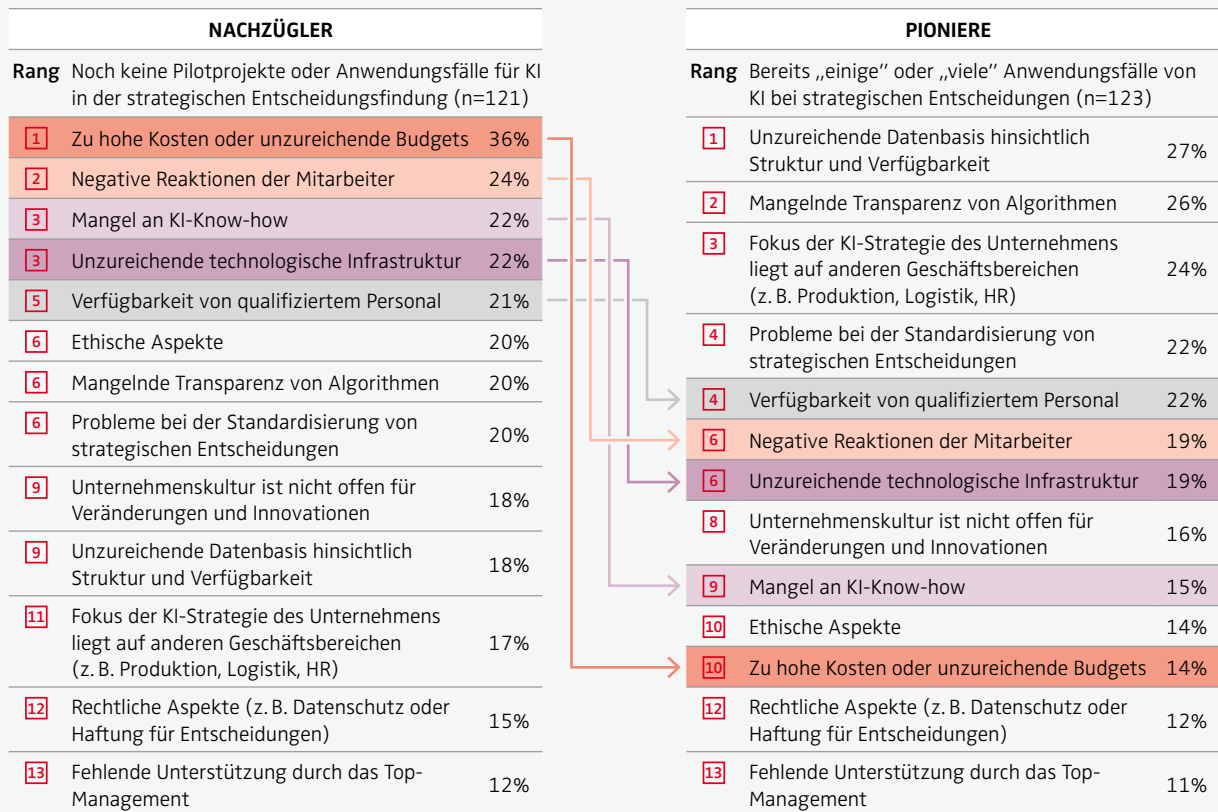 NACHZÜGLER
Rang Noch keine Pilotprojekte oder Anwendungsfälle für KI
in der strategischen Entscheidungsfindung (n=121)
1 Zu hohe Kosten oder unzureichende Budgets 36%
2 Negative Reaktionen der Mitarbeiter 24%
3 Mangel an KI-Know-how 22%
3 Unzureichende technologische Infrastruktur 22%
5 Verfügbarkeit von qualifiziertem Personal 21%
6 Ethische Aspekte 20%
6 Mangelnde Transparenz von Algorithmen 20%
6 Probleme bei der Standardisierung von
strategischen Entscheidungen 20%
9 Unternehmenskultur ist nicht offen für
Veränderungen und Innovationen 18%
9 Unzureichende Datenbasis hinsichtlich
Struktur und Verfügbarkeit 18%
11 Fokus der KI-Strategie des Unternehmens
liegt auf anderen Geschäftsbereichen 17%
(z. B. Produktion, Logistik, HR)
12 Rechtliche Aspekte (z. B. Datenschutz oder
Haftung für Entscheidungen) 15%
13 Fehlende Unterstützung durch das Top-
Management 12%
PIONIERE
Rang Bereits „einige” oder „viele” Anwendungsfälle von
KI bei strategischen Entscheidungen (n=123)
1 Unzureichende Datenbasis hinsichtlich
Struktur und Verfügbarkeit 27%
2 Mangelnde Transparenz von Algorithmen 26%
3 Fokus der KI-Strategie des Unternehmens
liegt auf anderen Geschäftsbereichen 24%
(z. B. Produktion, Logistik, HR)
4 Probleme bei der Standardisierung von
strategischen Entscheidungen 22%
4 Verfügbarkeit von qualifiziertem Personal 22%
6 Negative Reaktionen der Mitarbeiter 19%
6 Unzureichende technologische Infrastruktur 19%
8 Unternehmenskultur ist nicht offen für
Veränderungen und Innovationen 16%
9 Mangel an KI-Know-how 15%
10 Ethische Aspekte 14%
10 Zu hohe Kosten oder unzureichende Budgets 14%
12 Rechtliche Aspekte (z. B. Datenschutz oder
Haftung für Entscheidungen) 12%
13 Fehlende Unterstützung durch das Top-
Management 11%